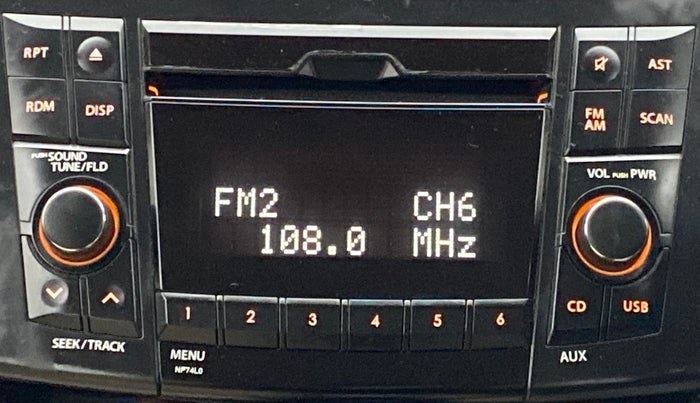 RPT
AST
RDM
DISP
FM
AM
SCAN
PUSH SOUND
TUNE/FLD
VOL PUSH PWR
FM2 CH6
108.0 MHz
1 2 3 4 5 6
CD USB
SEEK/TRACK
MENU
AUX
NP74L0